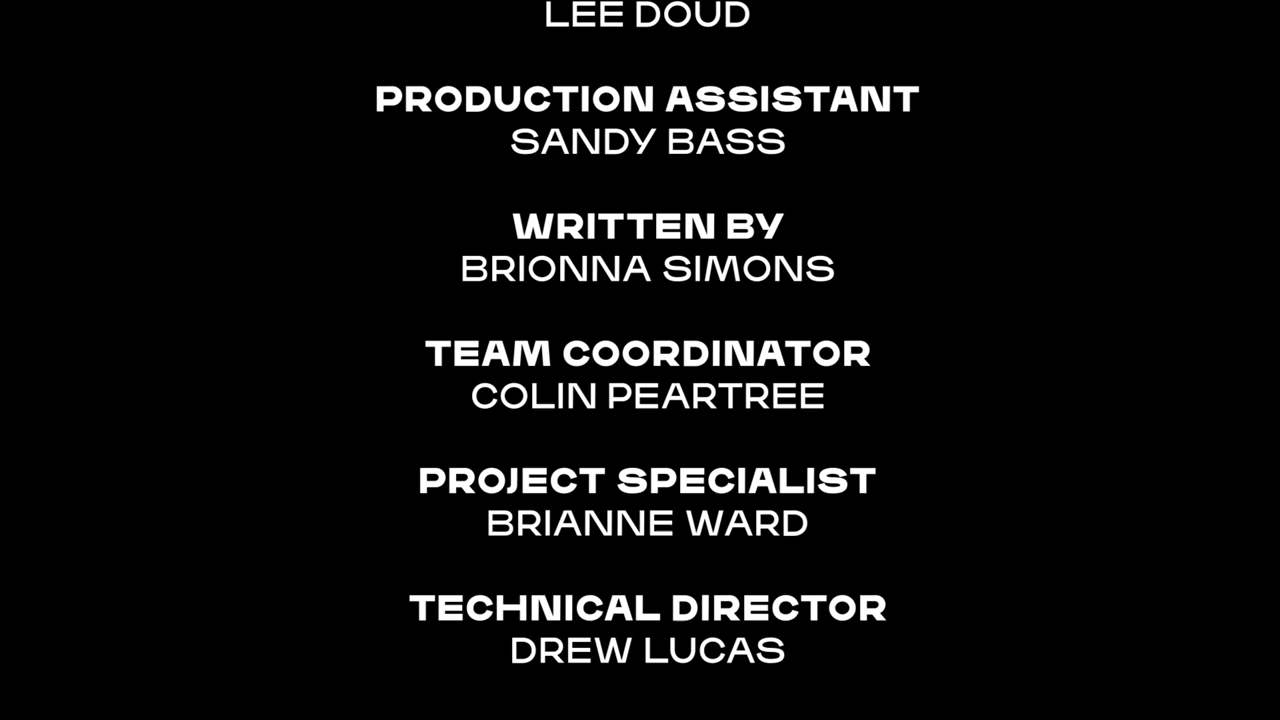 LEE DOUD
PRODUCTION ASSISTANT
SANDY BASS
WRITTEN BY
BRIONNA SIMONS
TEAM COORDINATOR
COLIN PEARTREE
PROJECT SPECIALIST
BRIANNE WARD
TECHNICAL DIRECTOR
DREW LUCAS